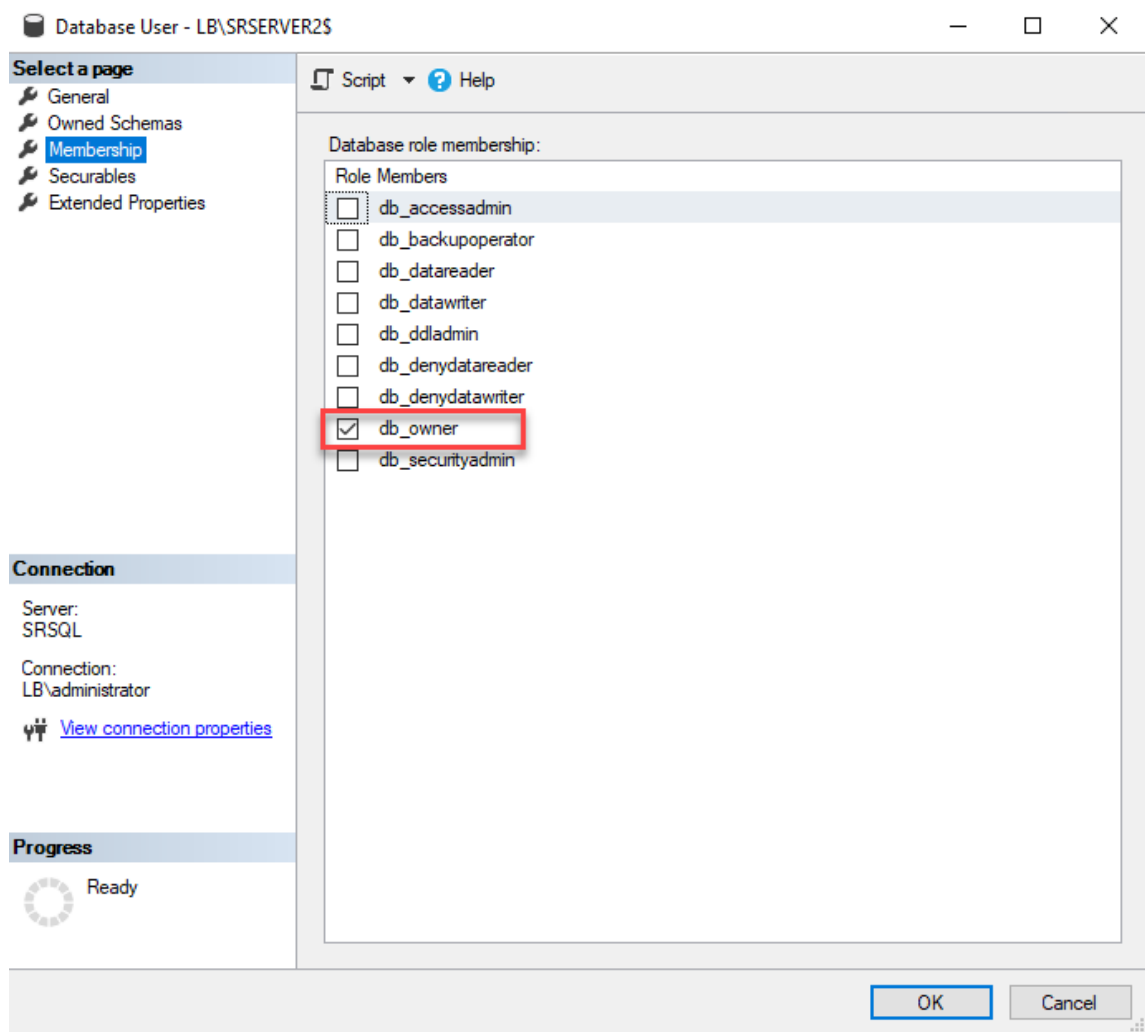 Database User - LB\SRSERVER2$
Select a page
General
Owned Schemas
Membership
Securables
Extended Properties
Script
Help
Database role membership:
Role Members
db_accessadmin
db_backupoperator
db_datareader
db_datawriter
db_ddladmin
db_denydatareader
db_denydatawriter
db_owner
db_securityadmin
Connection
Server:
SRSQL
Connection:
LB\administrator
View connection properties
Progress
Ready
OK
Cancel